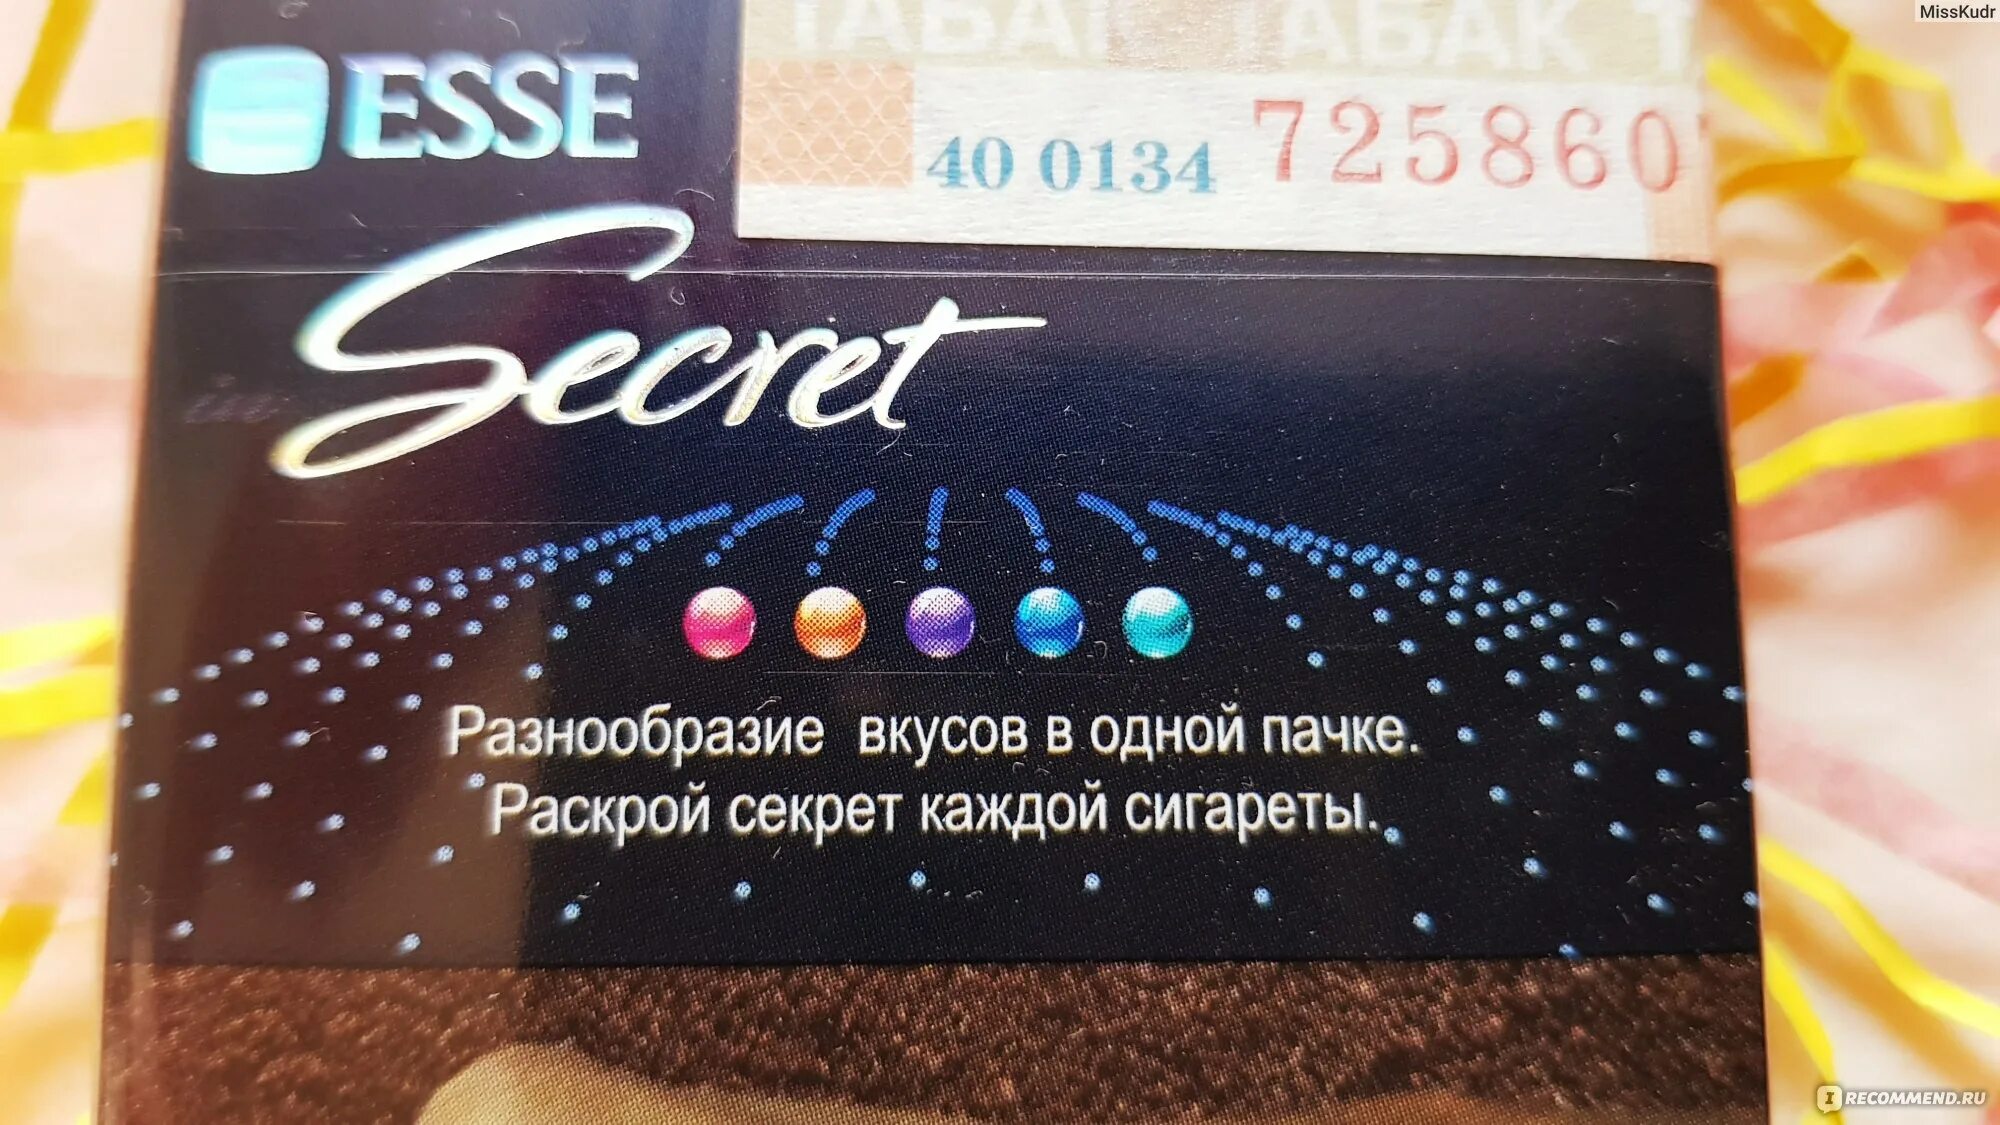 MissKudr
ТАБАК ТАБАК Т
ESSE
40 0134 725860
Secret
Разнообразие вкусов в одной пачке.
Раскрой секрет каждой сигареты.
I RECOMMEND.RU